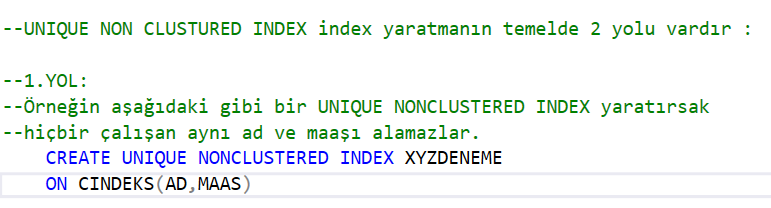 --UNIQUE NON CLUSTURED INDEX index yaratmanın temelde 2 yolu vardır :
--1.YOL:
--Örneğin aşağıdaki gibi bir UNIQUE NONCLUSTERED INDEX yaratırsak
--hiçbir çalışan aynı ad ve maaşı alamazlar.
CREATE UNIQUE NONCLUSTERED INDEX XYZDENEME
ON CINDEKS(AD,MAAS)